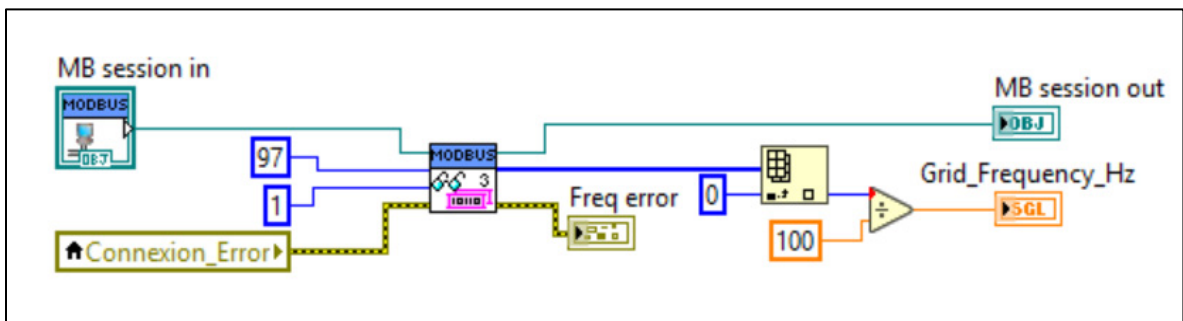 MB session in
MODBUS
OBJ
MB session out
OBJ
97
MODBUS
3
1
Freq error
0
Grid_Frequency_Hz
SGL
÷
100
Connexion_Error